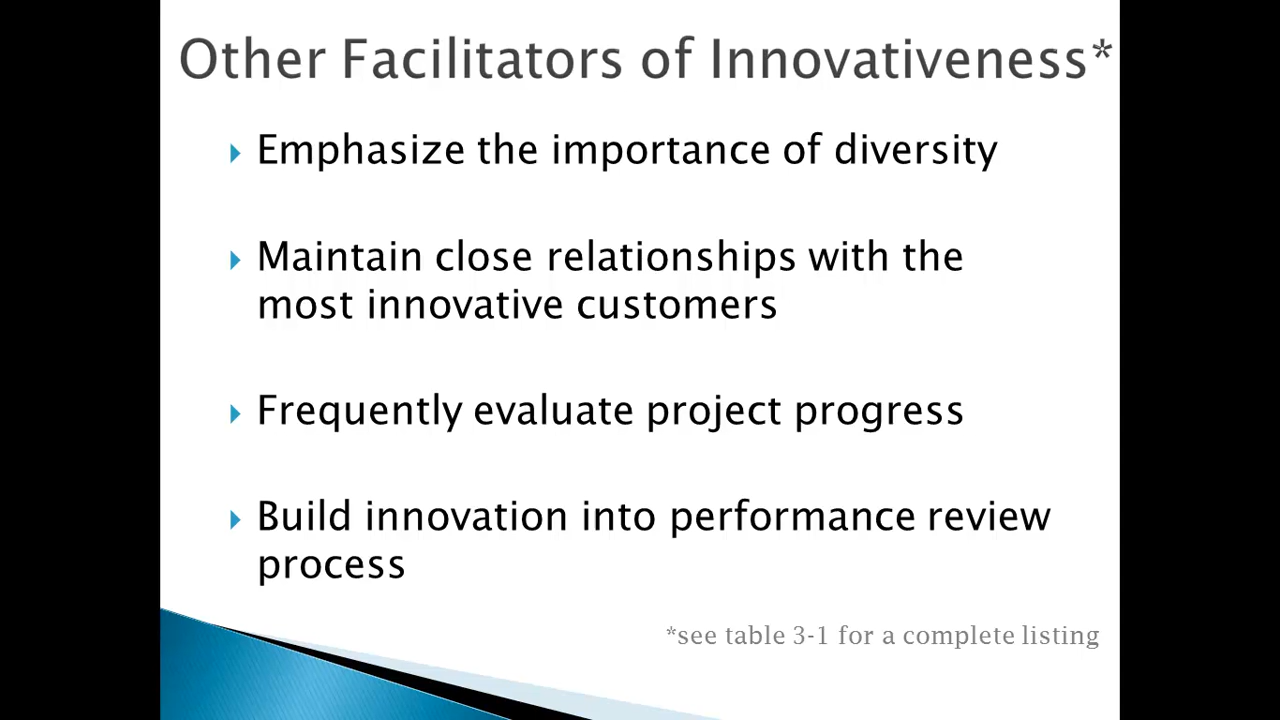 Other Facilitators of Innovativeness*
Emphasize the importance of diversity
Maintain close relationships with the
most innovative customers
Frequently evaluate project progress
Build innovation into performance review
process
*see table 3-1 for a complete listing